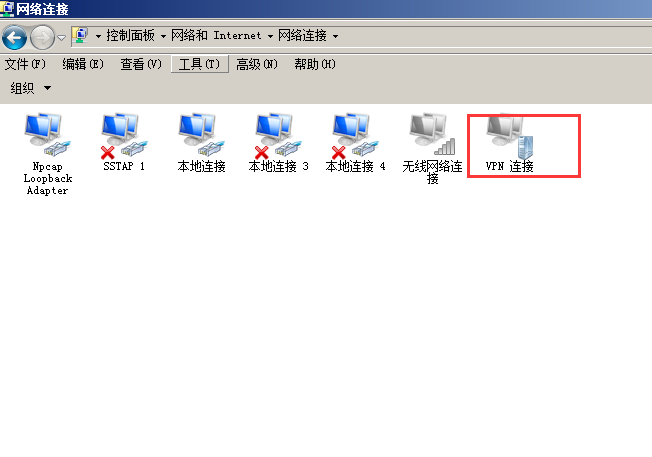 网络连接
控制面板 网络和 Internet 网络连接
文件(F) 编辑(E) 查看(V) 工具(T) 高级(N) 帮助(H)
组织
Npcap
Loopback
Adapter
SSTAP 1
本地连接
本地连接 3
本地连接 4
无线网络连
接
VPN 连接